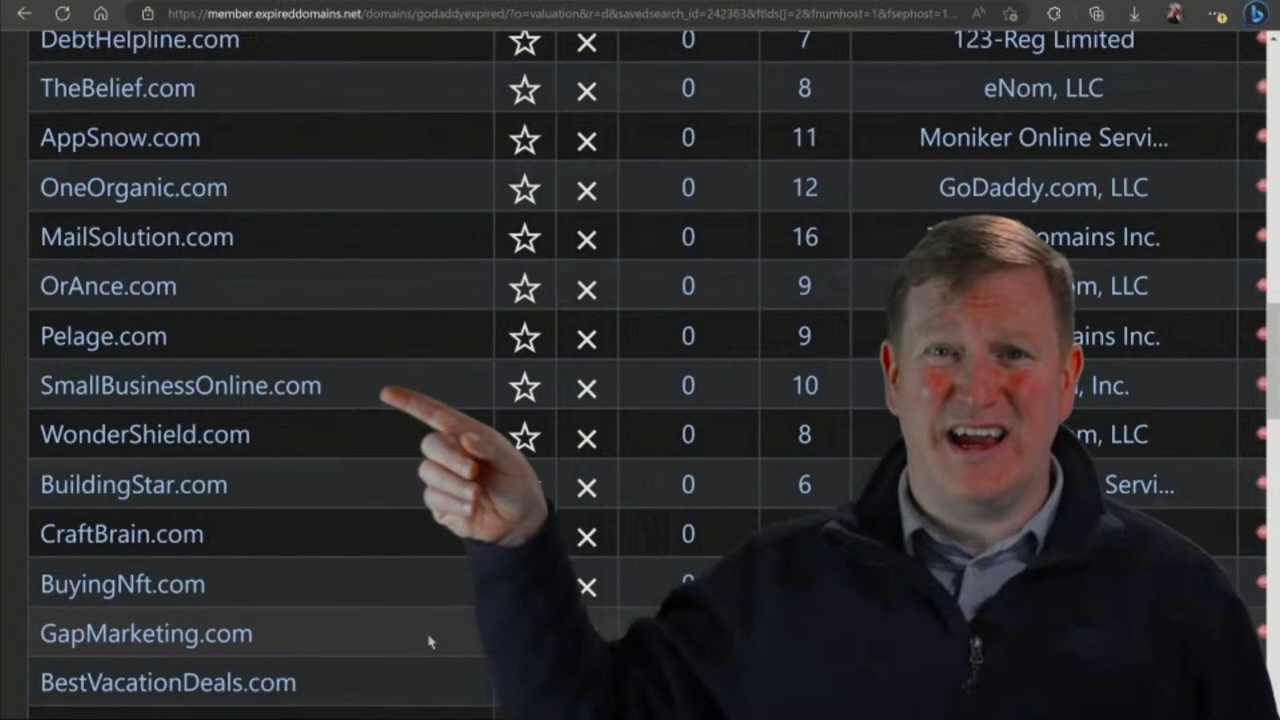 https://member.expireddomains.net/domains/godaddyexpired/?o=valuation&r=d&savedsearch_id=242363&ftlds[]=2&fnumhost=1&fsephost=1...
DebtHelpline.com 0 7 123-Reg Limited
TheBelief.com 0 8 eNom, LLC
AppSnow.com 0 11 Moniker Online Servi...
OneOrganic.com 0 12 GoDaddy.com, LLC
MailSolution.com 0 16 omains Inc.
OrAnce.com 0 9 om, LLC
Pelage.com 0 9 ains Inc.
SmallBusinessOnline.com 0 10 , Inc.
WonderShield.com 0 8 m, LLC
BuildingStar.com 0 6 Servi...
CraftBrain.com 0
BuyingNft.com
GapMarketing.com
BestVacationDeals.com